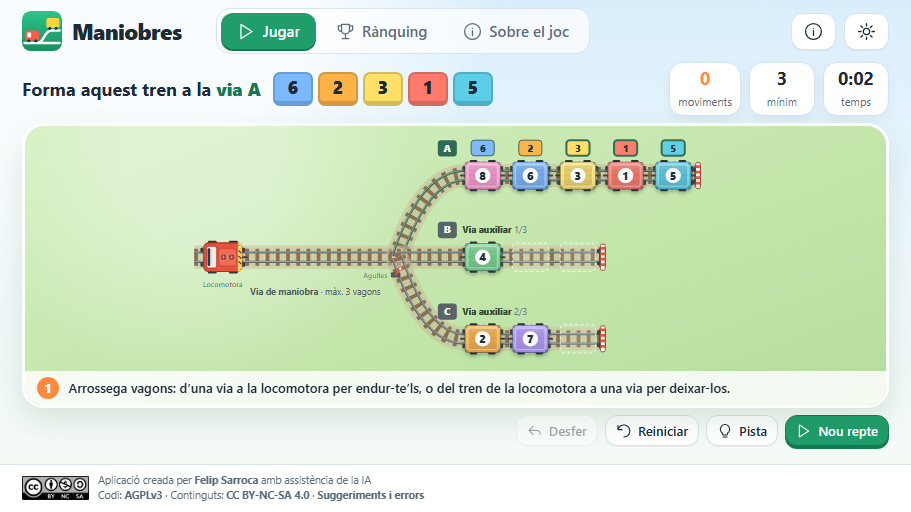 Maniobres
Jugar
Rànquing
Sobre el joc
Forma aquest tren a la via A 6 2 3 1 5
0 moviments
3 mínim
0:02 temps
A 6 2 3 1 5
8 6 3 1 5
B Via auxiliar 1/3
4
Agulles
Locomotora
Via de maniobra · màx. 3 vagons
C Via auxiliar 2/3
2 7
1 Arrossega vagons: d'una via a la locomotora per endur-te'ls, o del tren de la locomotora a una via per deixar-los.
Desfer
Reiniciar
Pista
Nou repte
CC BY NC SA
Aplicació creada per Felip Sarroca amb assistència de la IA
Codi: AGPLv3 · Continguts: CC BY-NC-SA 4.0 · Suggeriments i errors